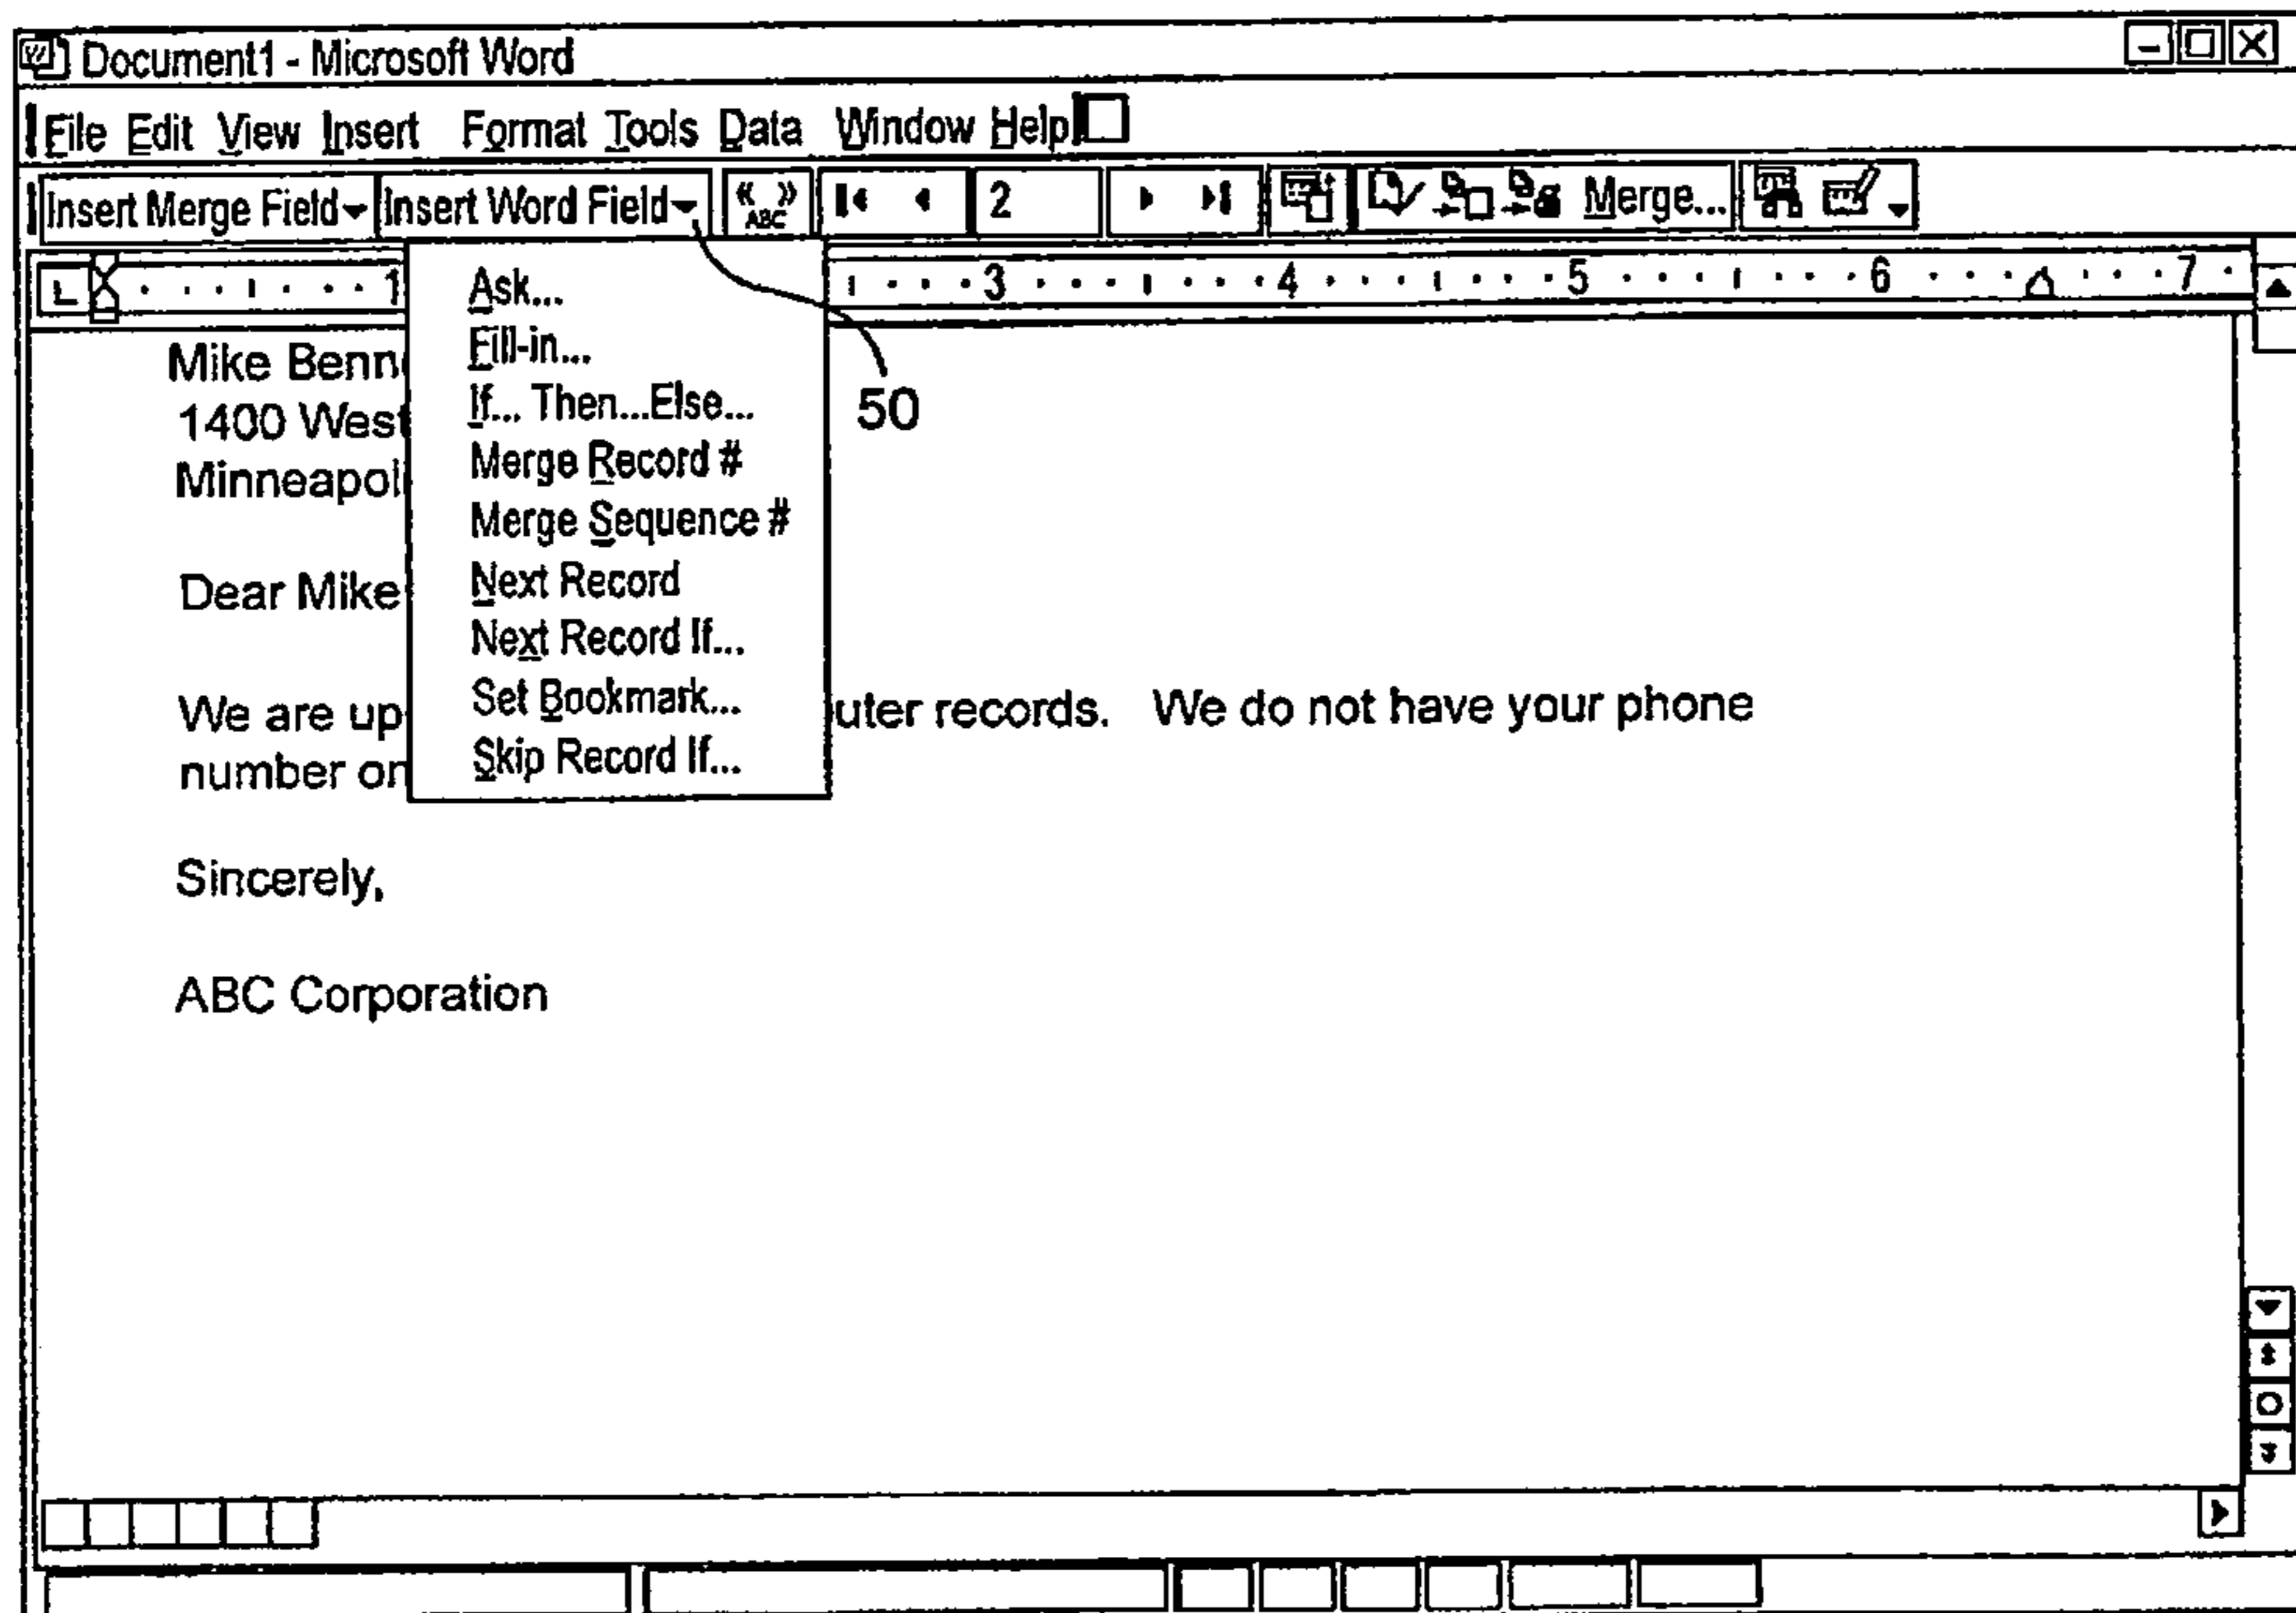 Document1 - Microsoft Word
File Edit View Insert Format Tools Data Window Help
Insert Merge Field Insert Word Field « » ABC 2 Merge...
1 3 4 5 6 7
Ask...
Fill-in...
If... Then...Else...
Merge Record #
Merge Sequence #
Next Record
Next Record If...
Set Bookmark...
Skip Record If...
50
Mike Benn
1400 West
Minneapoli
Dear Mike
We are up uter records. We do not have your phone
number on
Sincerely,
ABC Corporation